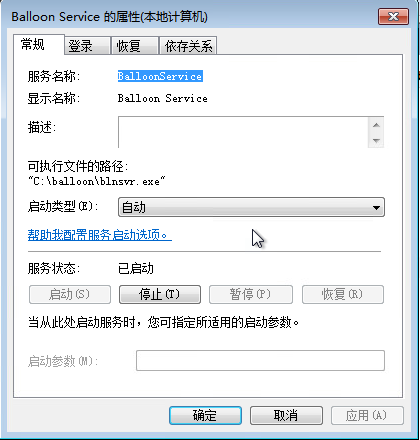 Balloon Service 的属性(本地计算机)
常规 登录 恢复 依存关系
服务名称: BalloonService
显示名称: Balloon Service
描述:
可执行文件的路径:
"C:\balloon\blnsvr.exe"
启动类型(E): 自动
帮助我配置服务启动选项。
服务状态: 已启动
启动(S) 停止(T) 暂停(P) 恢复(R)
当从此处启动服务时，您可指定所适用的启动参数。
启动参数(M):
确定 取消 应用(A)